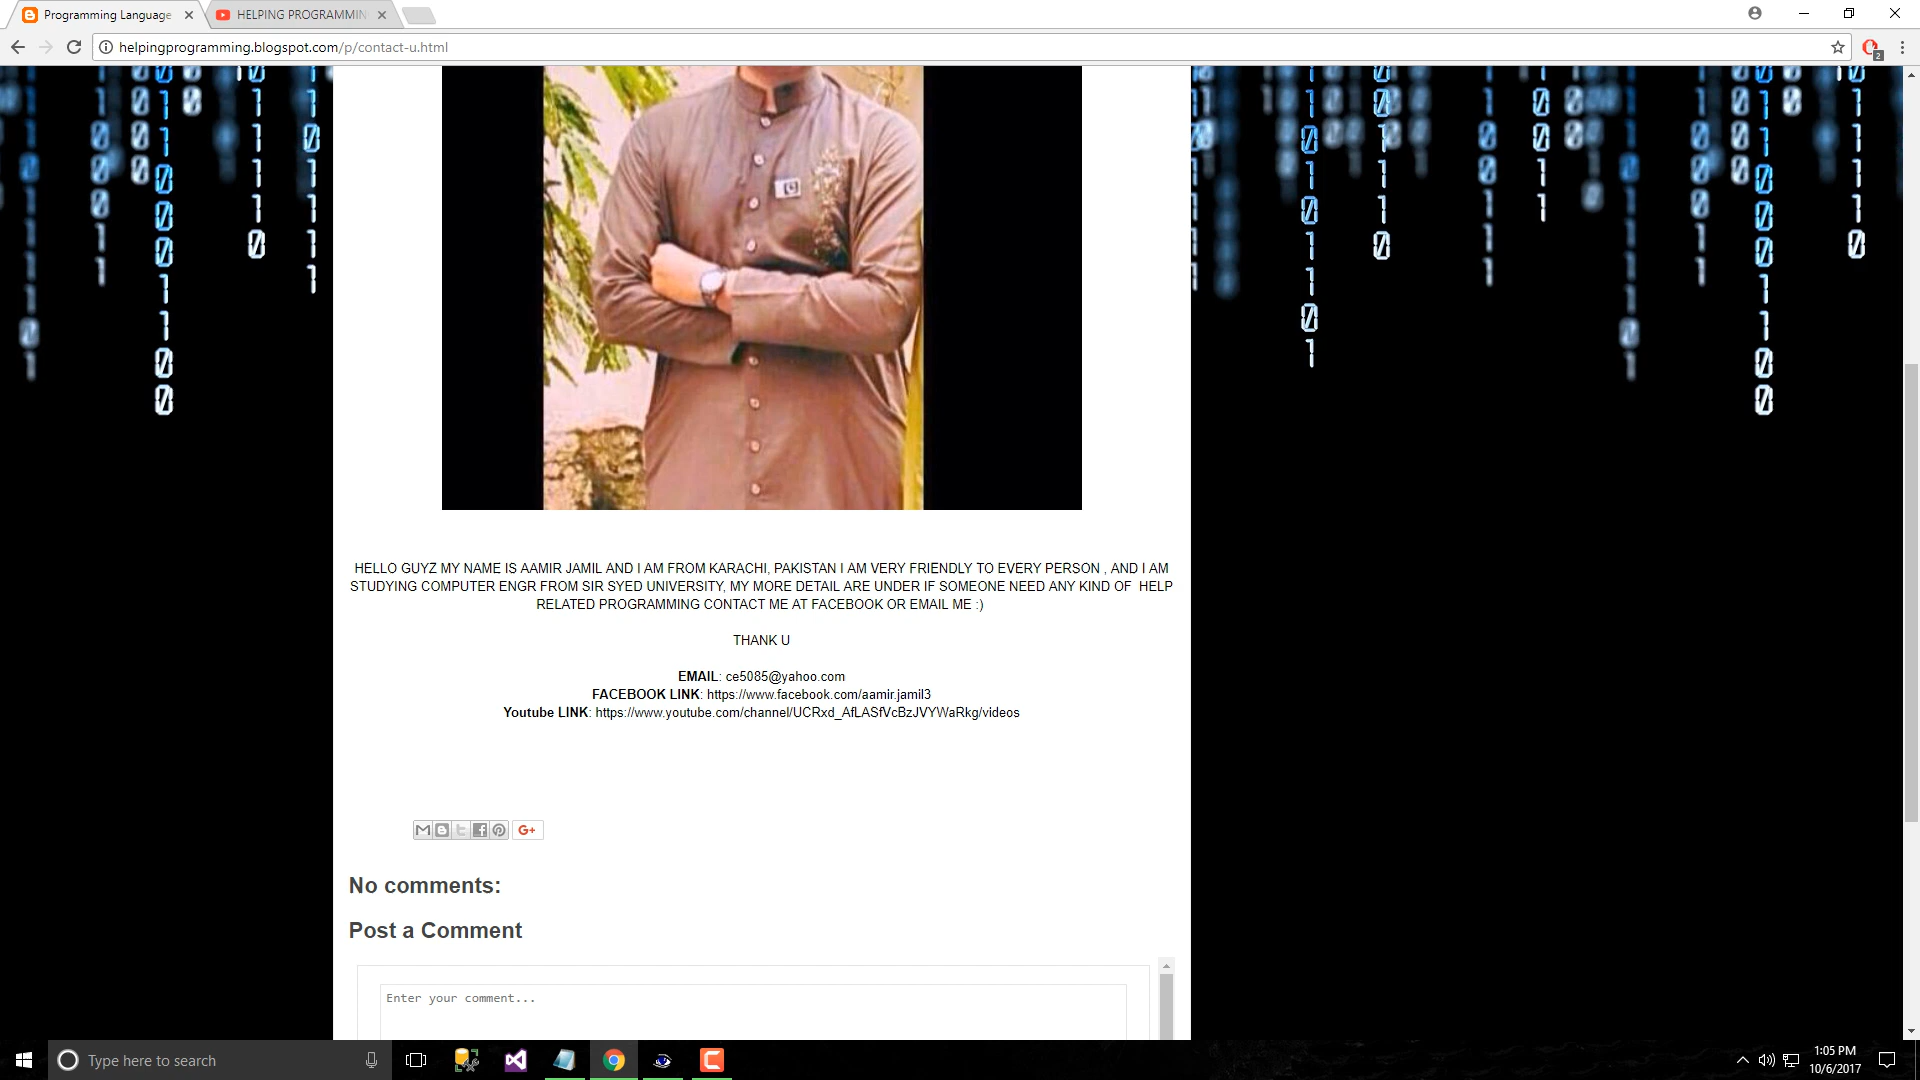 Programming Language
HELPING PROGRAMMIN
helpingprogramming.blogspot.com/p/contact-u.html
2
HELLO GUYZ MY NAME IS AAMIR JAMIL AND I AM FROM KARACHI, PAKISTAN I AM VERY FRIENDLY TO EVERY PERSON , AND I AM
STUDYING COMPUTER ENGR FROM SIR SYED UNIVERSITY, MY MORE DETAIL ARE UNDER IF SOMEONE NEED ANY KIND OF  HELP
RELATED PROGRAMMING CONTACT ME AT FACEBOOK OR EMAIL ME :)
THANK U
EMAIL: ce5085@yahoo.com
FACEBOOK LINK: https://www.facebook.com/aamir.jamil3
Youtube LINK: https://www.youtube.com/channel/UCRxd_AfLASfVcBzJVYWaRkg/videos
G+
No comments:
Post a Comment
Enter your comment...
Type here to search
1:05 PM
10/6/2017